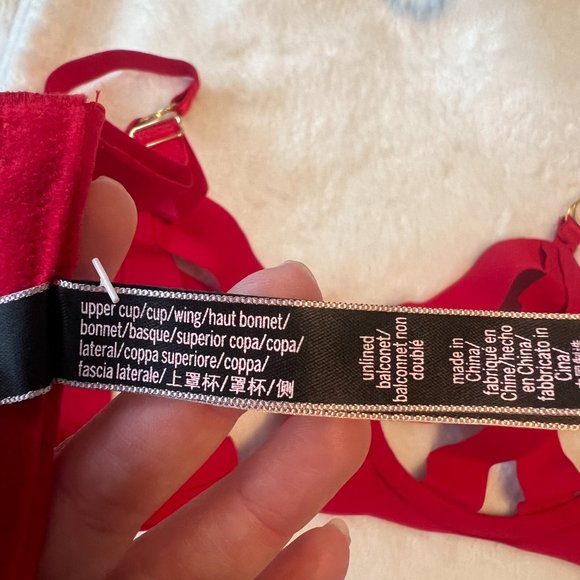 upper cup/cup/wing/haut bonnet/
bonnet/basque/superior copa/copa/
lateral/coppa superiore/coppa/
fascia laterale/上罩杯/罩杯/侧
unlined
balconet/
balconnet non
doublé
made in
China/
fabriqué en
Chine/hecho
en China/
fabbricato in
Cina/